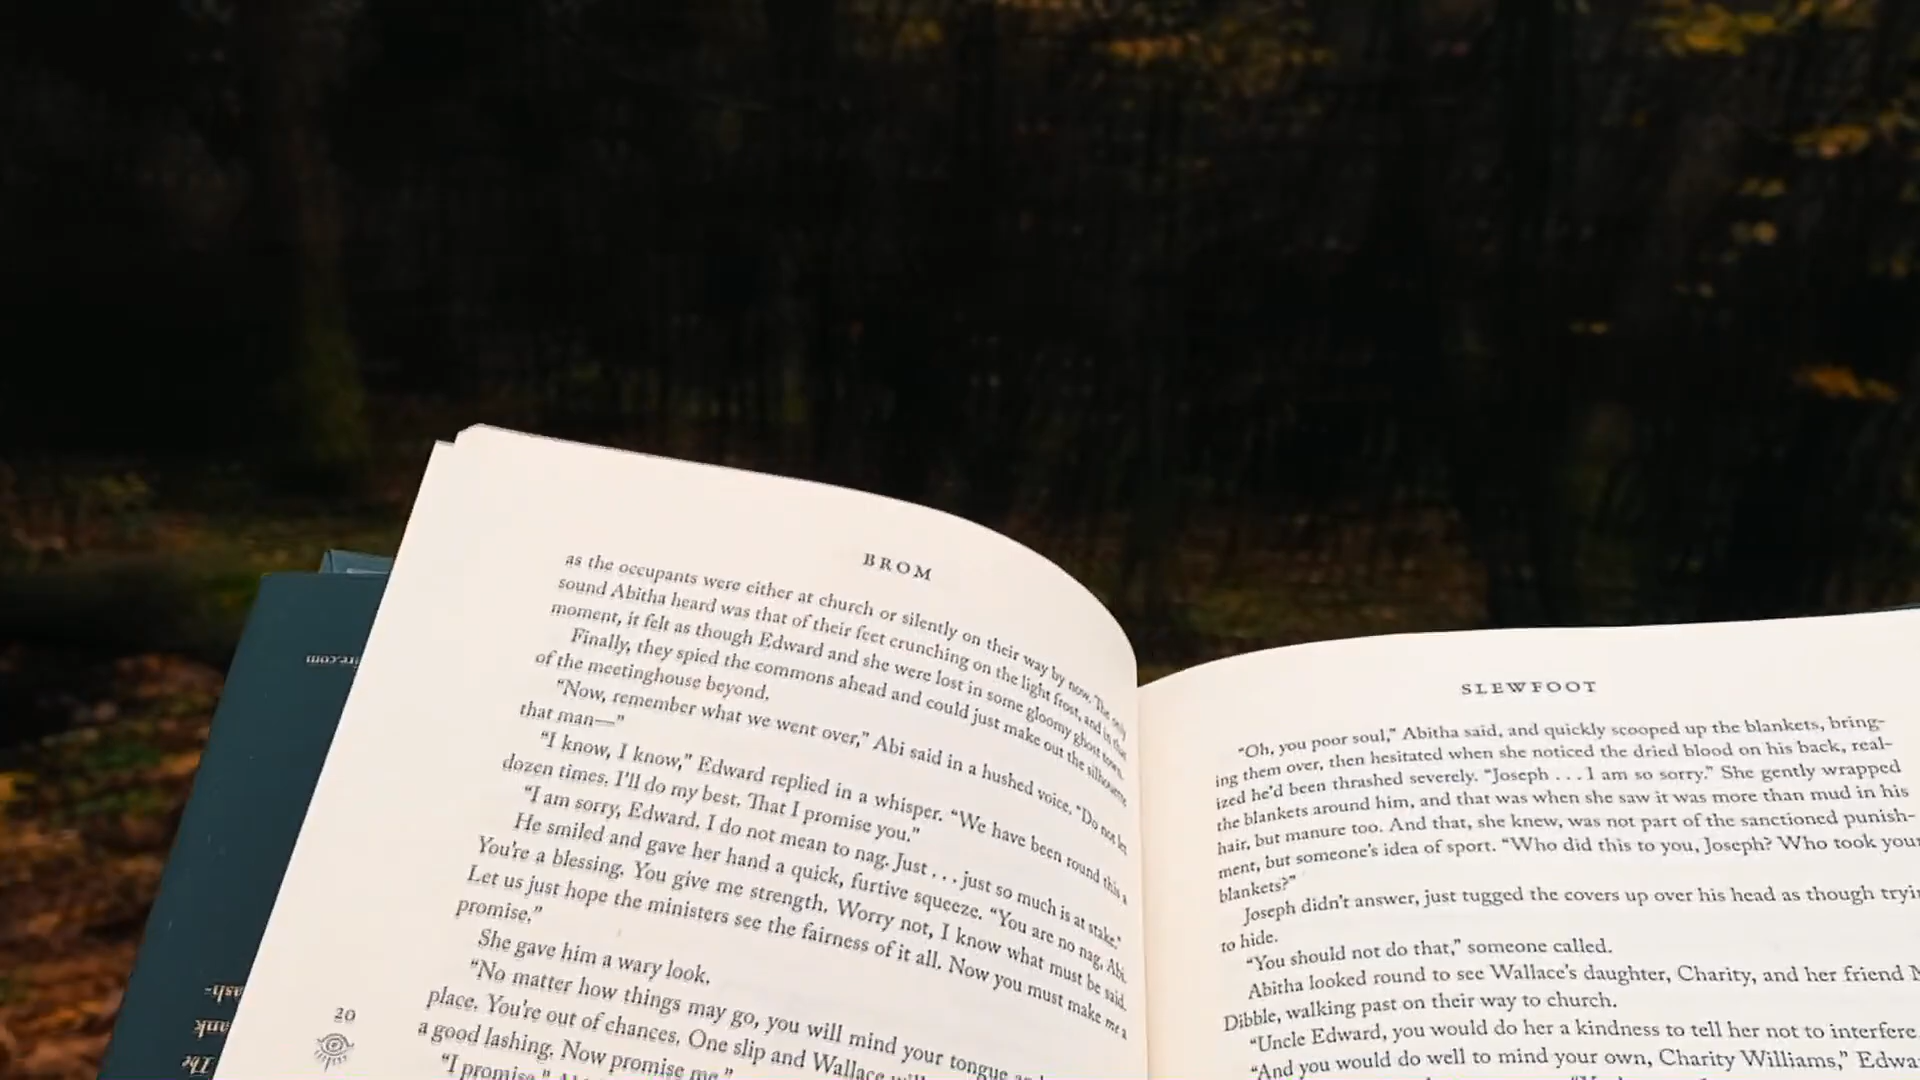 BROM
as the occupants were either at church or silently on their way by now. The only
sound Abitha heard was that of their feet crunching on the light frost, and in that
moment, it felt as though Edward and she were lost in some gloomy ghost town.
Finally, they spied the commons ahead and could just make out the silhouette
of the meetinghouse beyond.
“Now, remember what we went over,” Abi said in a hushed voice. “Do not let
that man—”
“I know, I know,” Edward replied in a whisper. “We have been round this a
dozen times. I'll do my best. That I promise you.”
“I am sorry, Edward. I do not mean to nag. Just . . . just so much is at stake.”
He smiled and gave her hand a quick, furtive squeeze. “You are no nag, Abi.
You're a blessing. You give me strength. Worry not, I know what must be said.
Let us just hope the ministers see the fairness of it all. Now you must make me a
promise.”
She gave him a wary look.
“No matter how things may go, you will mind your tongue
place. You're out of chances. One slip and Wallace
a good lashing. Now promise me.”
“I promise,”
20
SLEWFOOT
“Oh, you poor soul,” Abitha said, and quickly scooped up the blankets, bring-
ing them over, then hesitated when she noticed the dried blood on his back, real-
ized he'd been thrashed severely. “Joseph . . . I am so sorry.” She gently wrapped
the blankets around him, and that was when she saw it was more than mud in his
hair, but manure too. And that, she knew, was not part of the sanctioned punish-
ment, but someone's idea of sport. “Who did this to you, Joseph? Who took your
blankets?”
Joseph didn't answer, just tugged the covers up over his head as though
to hide.
“You should not do that,” someone called.
Abitha looked round to see Wallace's daughter, Charity, and her friend
Dibble, walking past on their way to church.
“Uncle Edward, you would do her a kindness to tell her not to interfere
“And you would do well to mind your own, Charity Williams,”
ire.com
ash-
ank
The